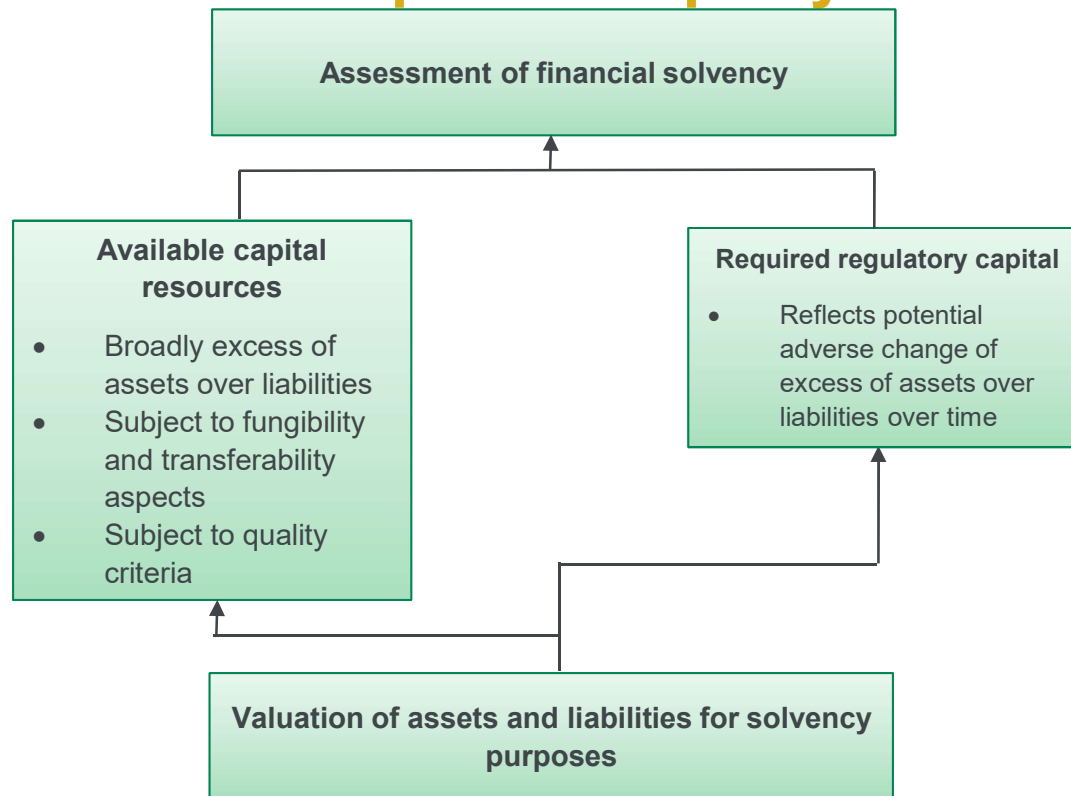 Assessment of financial solvency
Available capital
resources
• Broadly excess of
assets over liabilities
• Subject to fungibility
and transferability
aspects
• Subject to quality
criteria
Required regulatory capital
• Reflects potential
adverse change of
excess of assets over
liabilities over time
Valuation of assets and liabilities for solvency
purposes